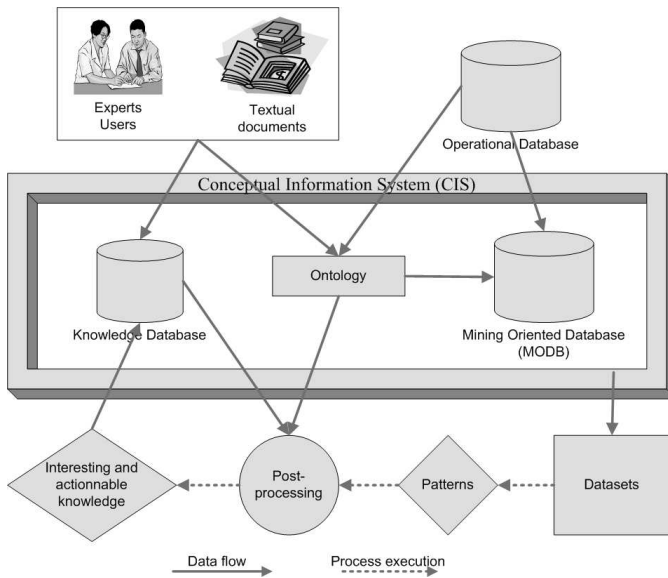 Experts
Users
Textual
documents
Operational Database
Conceptual Information System (CIS)
Ontology
Knowledge Database
Mining Oriented Database
(MODB)
Interesting and
actionnable
knowledge
Post-
processing
Patterns
Datasets
Data flow
Process execution